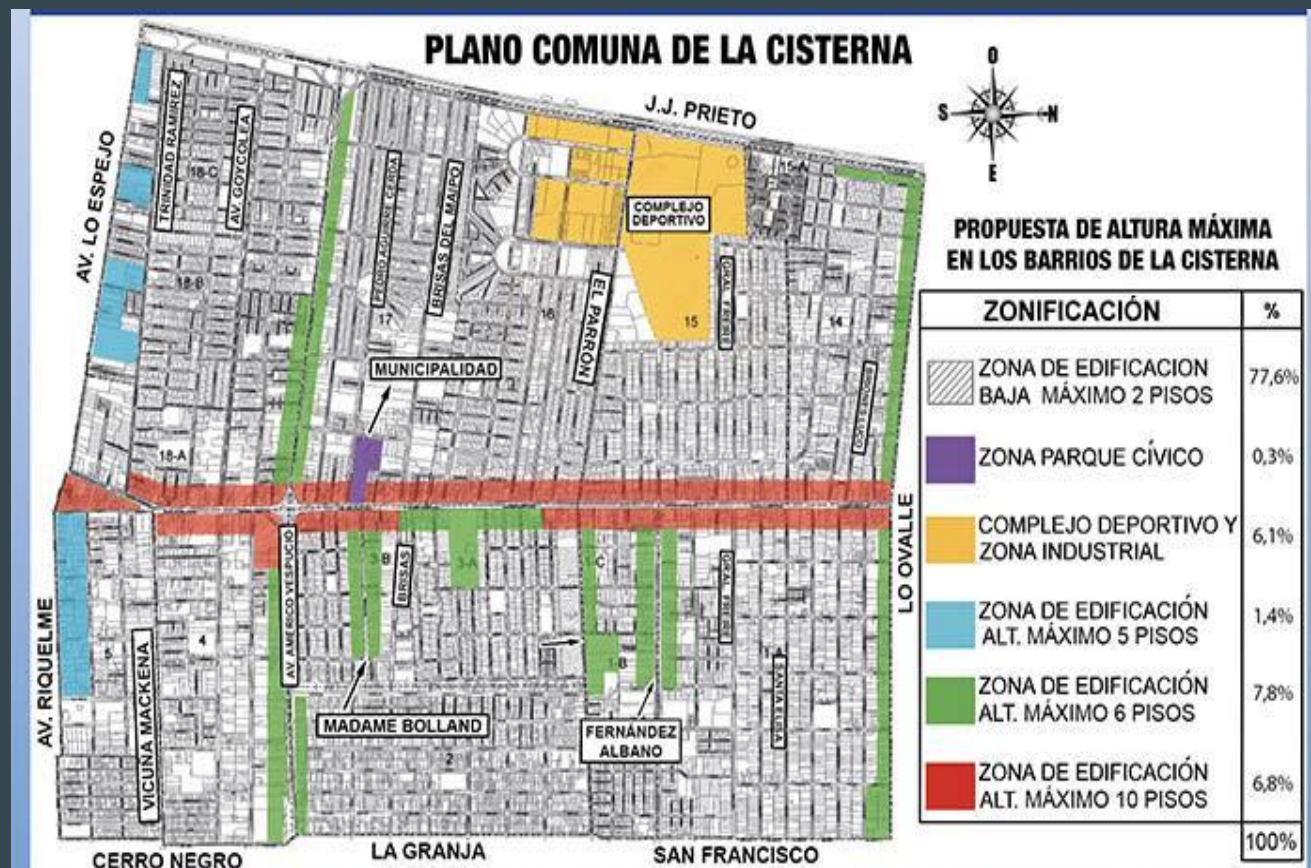 PLANO COMUNA DE LA CISTERNA
O
S
N
E
J.J. PRIETO
AV. LO ESPEJO
TRINIDAD RAMIREZ
AV. GOYCOLEA
18-C
18-B
18-A
PEDRO AGUIRRE CERDA
BRISAS DEL MAIPO
17
16
EL PARRÓN
COMPLEJO
DEPORTIVO
15-A
15
GRAL. FREIRE
14
MUNICIPALIDAD
LO OVALLE
AV. RIQUELME
VICUÑA MACKENA
5
4
AV. AMÉRICO VESPUCIO
3-B
BRISAS
3-A
MADAME BOLLAND
2
1-C
1-B
FERNÁNDEZ
ALBANO
GRAL. FREIRE
1-A
SANTA ELISA
CERRO NEGRO
LA GRANJA
SAN FRANCISCO
PROPUESTA DE ALTURA MÁXIMA
EN LOS BARRIOS DE LA CISTERNA
ZONIFICACIÓN %
ZONA DE EDIFICACION
BAJA MÁXIMO 2 PISOS 77,6%
ZONA PARQUE CÍVICO 0,3%
COMPLEJO DEPORTIVO Y
ZONA INDUSTRIAL 6,1%
ZONA DE EDIFICACIÓN
ALT. MÁXIMO 5 PISOS 1,4%
ZONA DE EDIFICACIÓN
ALT. MÁXIMO 6 PISOS 7,8%
ZONA DE EDIFICACIÓN
ALT. MÁXIMO 10 PISOS 6,8%
100%